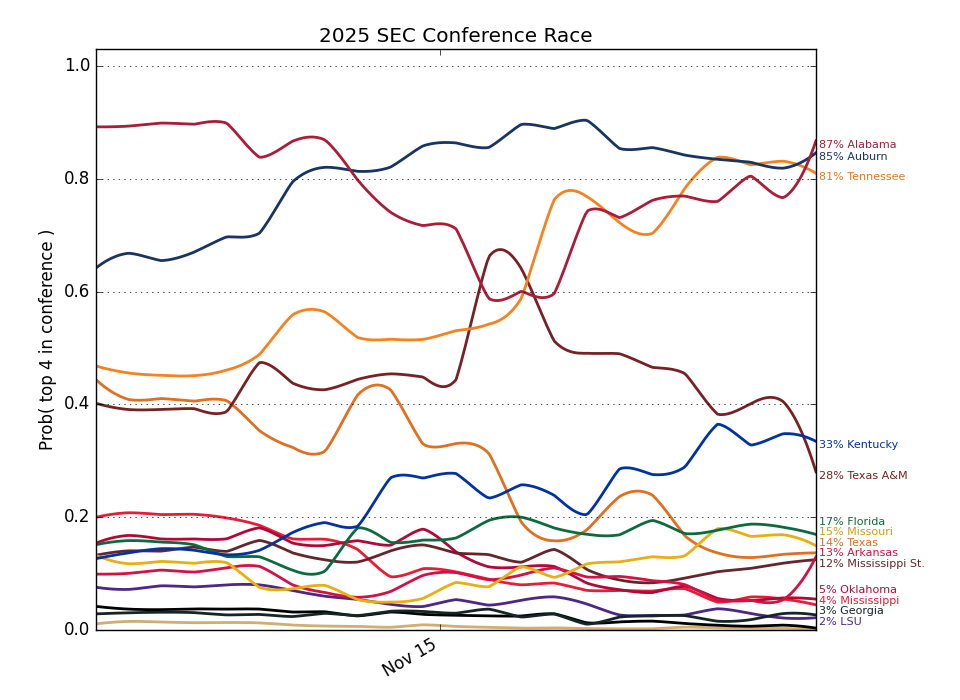 2025 SEC Conference Race
1.0
0.8
0.6
0.4
0.2
0.0
Prob( top 4 in conference )
Nov 15
87% Alabama
85% Auburn
81% Tennessee
33% Kentucky
28% Texas A&M
17% Florida
15% Missouri
14% Texas
13% Arkansas
12% Mississippi St.
5% Oklahoma
4% Mississippi
3% Georgia
2% LSU